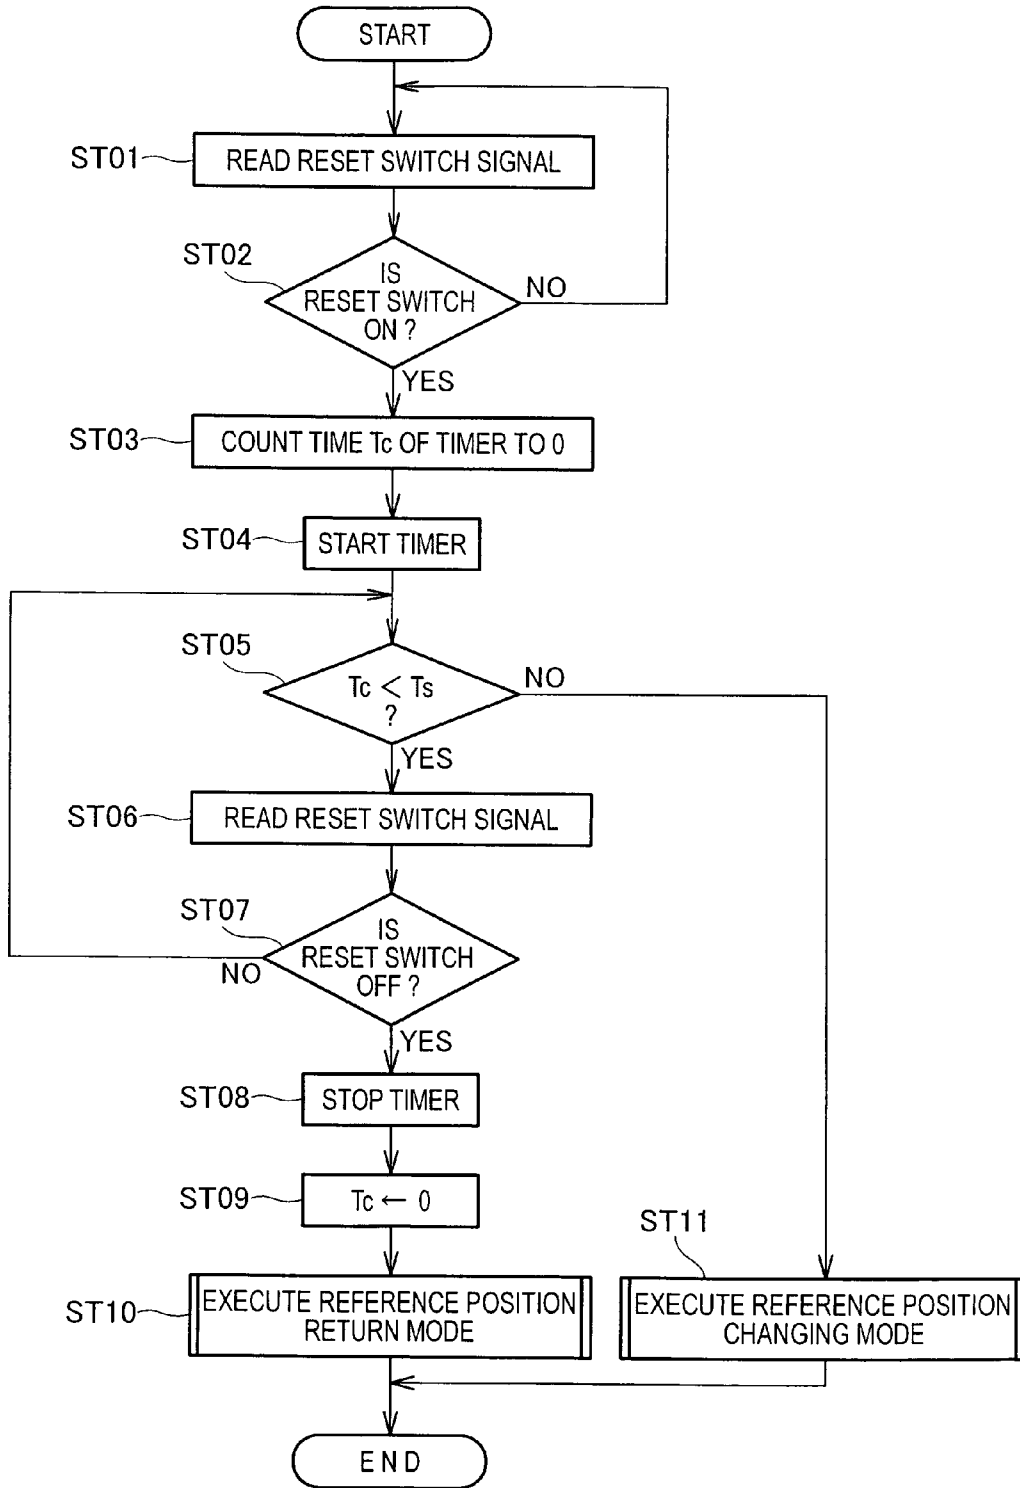 START
ST01
READ RESET SWITCH SIGNAL
ST02
IS
RESET SWITCH
ON ?
NO
YES
ST03
COUNT TIME Tc OF TIMER TO 0
ST04
START TIMER
ST05
Tc < Ts
?
NO
YES
ST06
READ RESET SWITCH SIGNAL
ST07
IS
RESET SWITCH
OFF ?
NO
YES
ST08
STOP TIMER
ST09
Tc ← 0
ST10
EXECUTE REFERENCE POSITION
RETURN MODE
ST11
EXECUTE REFERENCE POSITION
CHANGING MODE
END